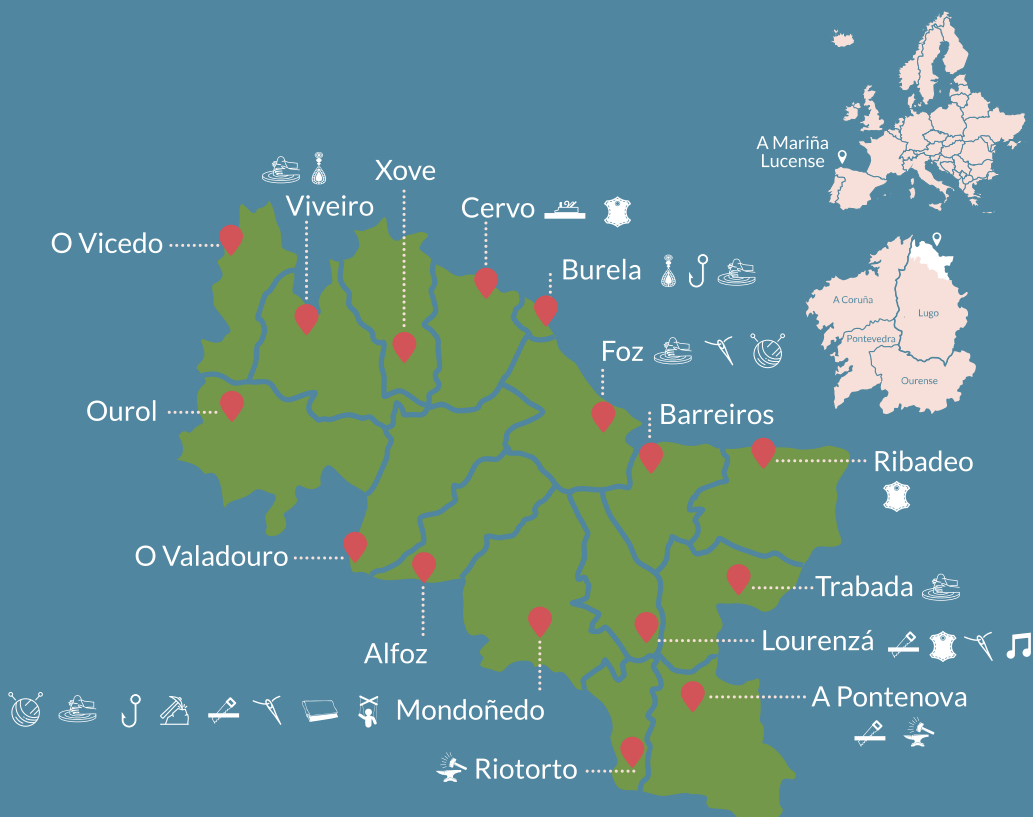 A Mariña
Lucense
Xove
Viveiro
Cervo
O Vicedo
Burela
A Coruña
Lugo
Pontevedra
Foz
Ourense
Ourol
Barreiros
Ribadeo
O Valadouro
Trabada
Lourenzá
Alfoz
A Pontenova
Mondoñedo
Riotorto